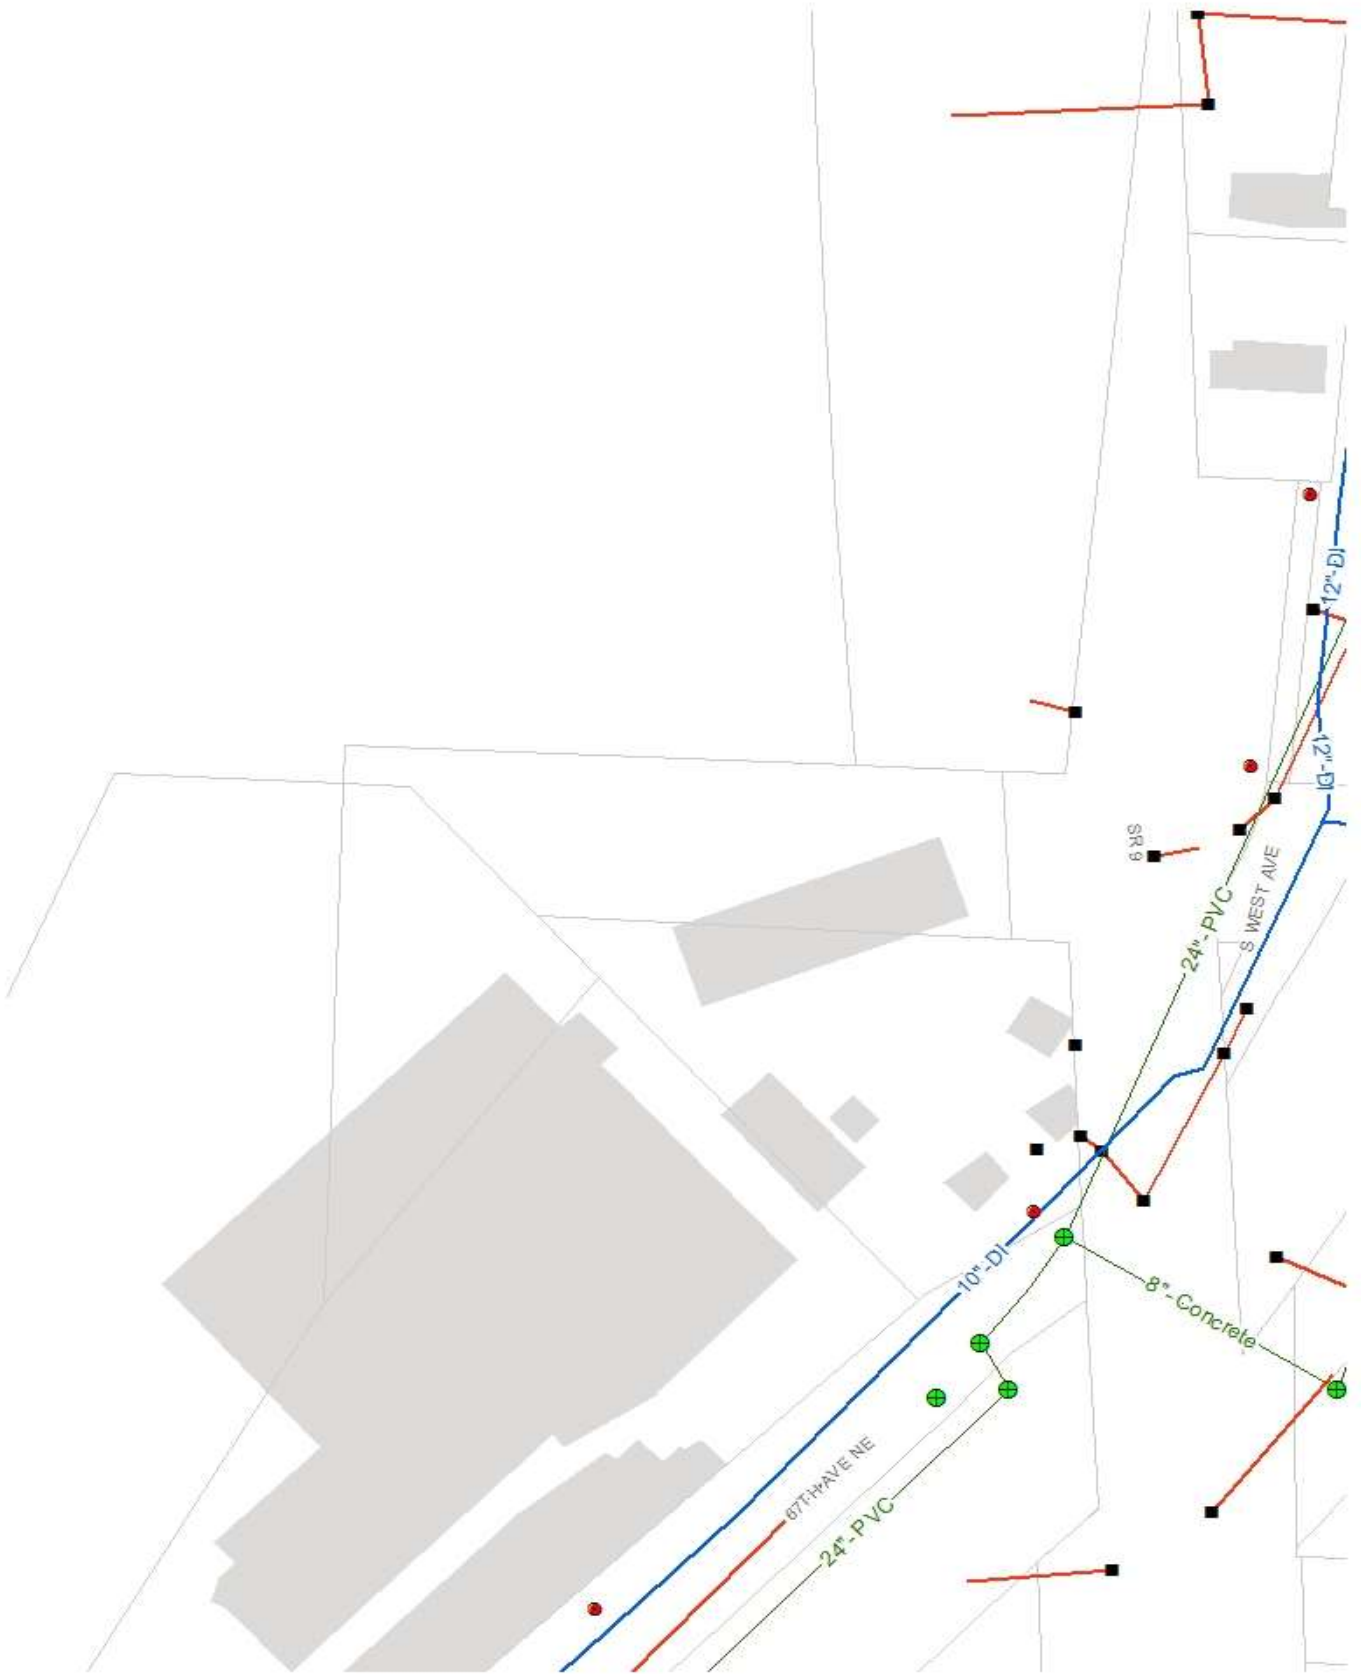 12"-DI
12"-DI
SR 9
24"-PVC
S WEST AVE
10"-DI
8"-Concrete
67TH AVE NE
24"-PVC